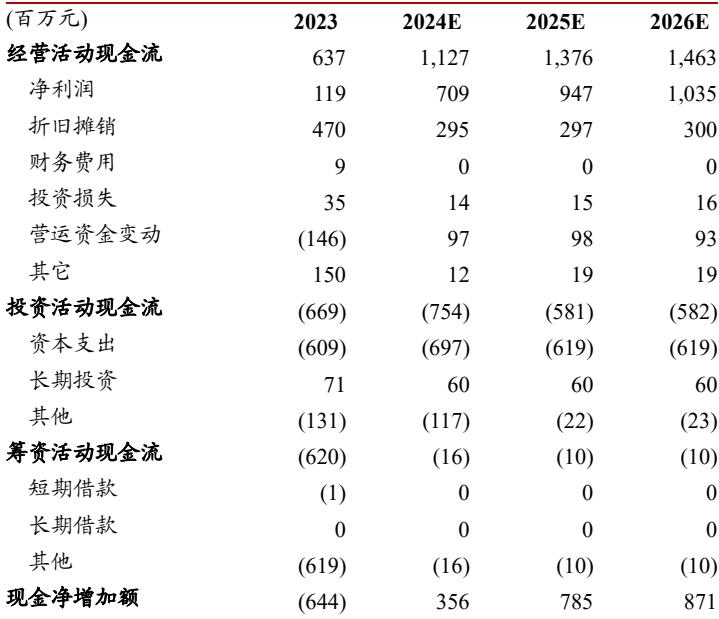 (百万元) 2023 2024E 2025E 2026E
经营活动现金流 637 1,127 1,376 1,463
净利润 119 709 947 1,035
折旧摊销 470 295 297 300
财务费用 9 0 0 0
投资损失 35 14 15 16
营运资金变动 (146) 97 98 93
其它 150 12 19 19
投资活动现金流 (669) (754) (581) (582)
资本支出 (609) (697) (619) (619)
长期投资 71 60 60 60
其他 (131) (117) (22) (23)
筹资活动现金流 (620) (16) (10) (10)
短期借款 (1) 0 0 0
长期借款 0 0 0 0
其他 (619) (16) (10) (10)
现金净增加额 (644) 356 785 871